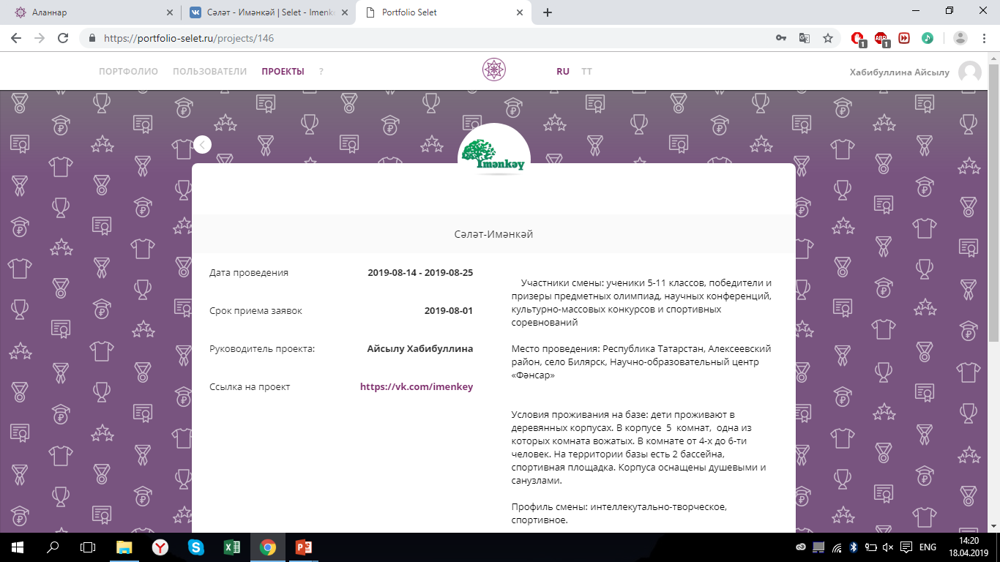 Аланнар
Сәләт - Имәнкәй | Selet - Imenk
Portfolio Selet
https://portfolio-selet.ru/projects/146
1
ABP
1
ПОРТФОЛИО
ПОЛЬЗОВАТЕЛИ
ПРОЕКТЫ
?
RU
TT
Хабибуллина Айсылу
Imәnkәy
Сәләт-Имәнкәй
Дата проведения
2019-08-14 - 2019-08-25
Срок приема заявок
2019-08-01
Руководитель проекта:
Айсылу Хабибуллина
Ссылка на проект
https://vk.com/imenkey
Участники смены: ученики 5-11 классов, победители и
призеры предметных олимпиад, научных конференций,
культурно-массовых конкурсов и спортивных
соревнований
Место проведения: Республика Татарстан, Алексеевский
район, село Билярск, Научно-образовательный центр
«Фәнсар»
Условия проживания на базе: дети проживают в
деревянных корпусах. В корпусе 5 комнат, одна из
которых комната вожатых. В комнате от 4-х до 6-ти
человек. На территории базы есть 2 бассейна,
спортивная площадка. Корпуса оснащены душевыми и
санузлами.
Профиль смены: интеллекутально-творческое,
спортивное.
ENG
14:20
18.04.2019